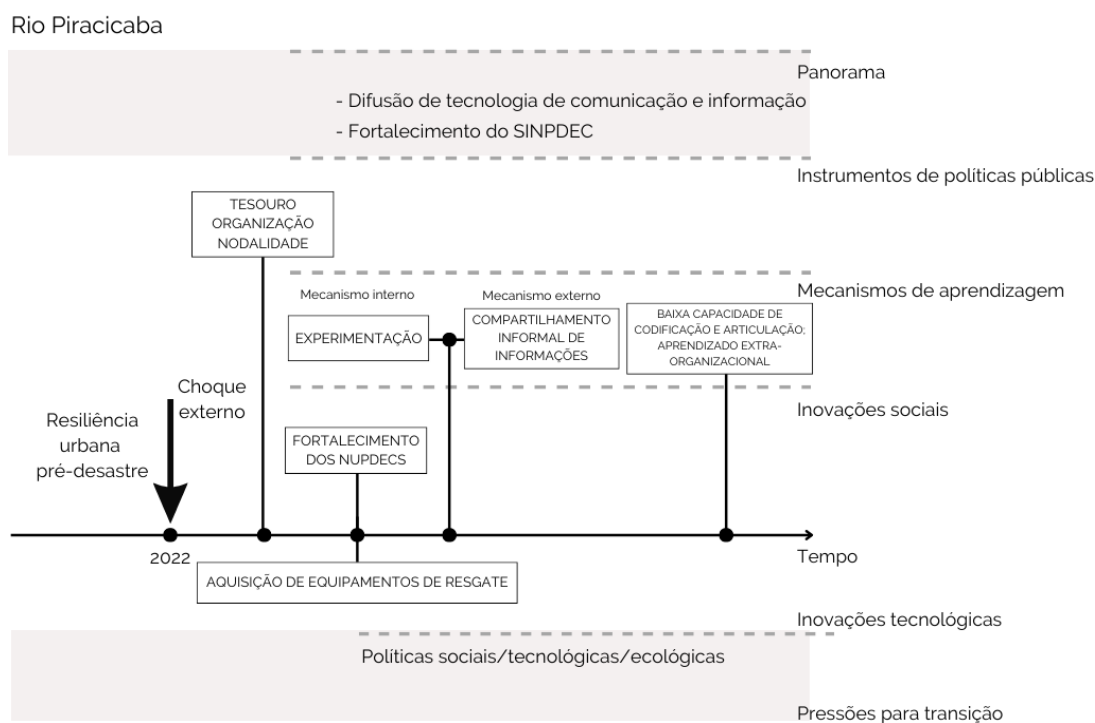 Rio Piracicaba
Panorama
- Difusão de tecnologia de comunicação e informação
- Fortalecimento do SINPDEC
Instrumentos de políticas públicas
TESOURO
ORGANIZAÇÃO
NODALIDADE
Mecanismos de aprendizagem
Mecanismo interno
EXPERIMENTAÇÃO
Mecanismo externo
COMPARTILHAMENTO
INFORMAL DE
INFORMAÇÕES
BAIXA CAPACIDADE DE
CODIFICAÇÃO E ARTICULAÇÃO;
APRENDIZADO EXTRA-
ORGANIZACIONAL
Choque
externo
Inovações sociais
Resiliência
urbana
pré-desastre
FORTALECIMENTO
DOS NUPDECS
2022
Tempo
AQUISIÇÃO DE EQUIPAMENTOS DE RESGATE
Inovações tecnológicas
Políticas sociais/tecnológicas/ecológicas
Pressões para transição